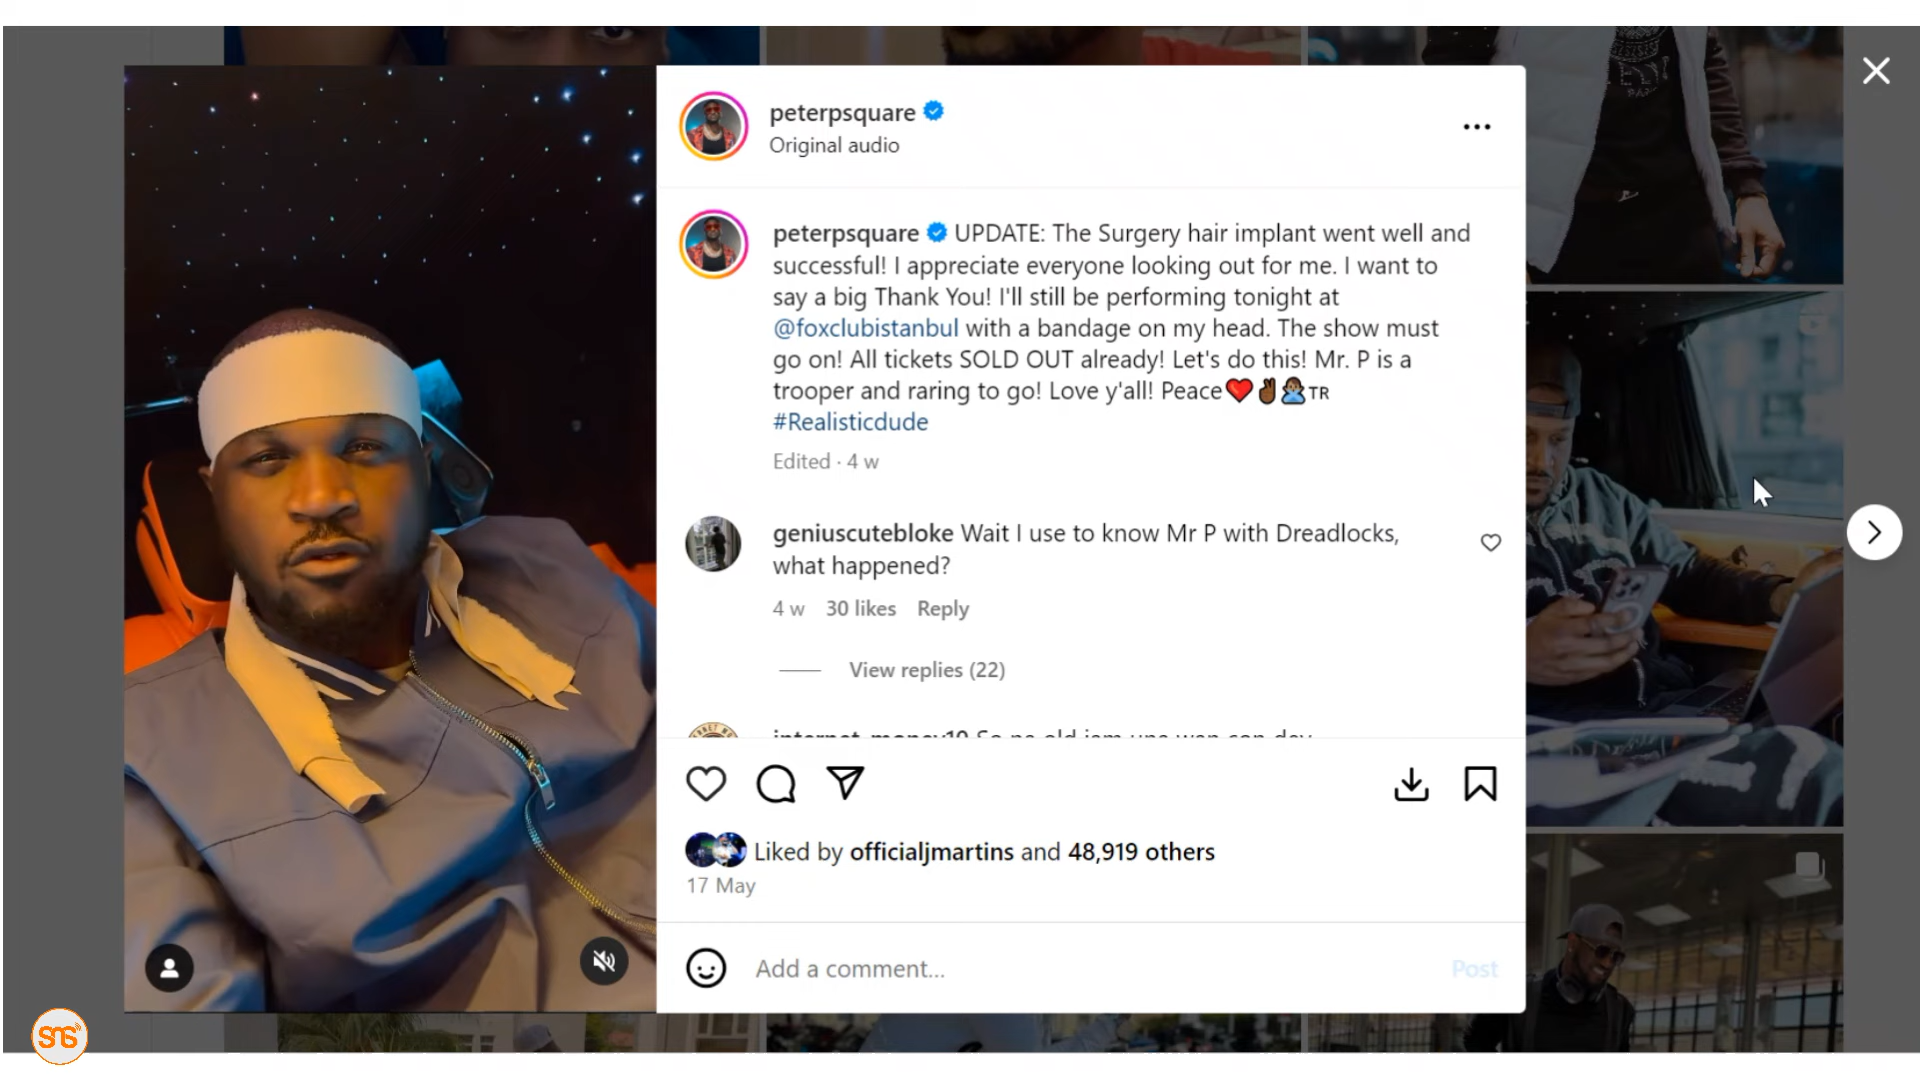 peterpsquare
Original audio
peterpsquare UPDATE: The Surgery hair implant went well and
successful! I appreciate everyone looking out for me. I want to
say a big Thank You! I'll still be performing tonight at
@foxclubistanbul with a bandage on my head. The show must
go on! All tickets SOLD OUT already! Let's do this! Mr. P is a
trooper and raring to go! Love y'all! Peace❤️✌🏾🙍🏾‍♂️TR
#Realisticdude
Edited · 4 w
geniuscutebloke Wait I use to know Mr P with Dreadlocks,
what happened?
4 w 30 likes Reply
View replies (22)
Liked by officialjmartins and 48,919 others
17 May
Add a comment...
Post
SNS